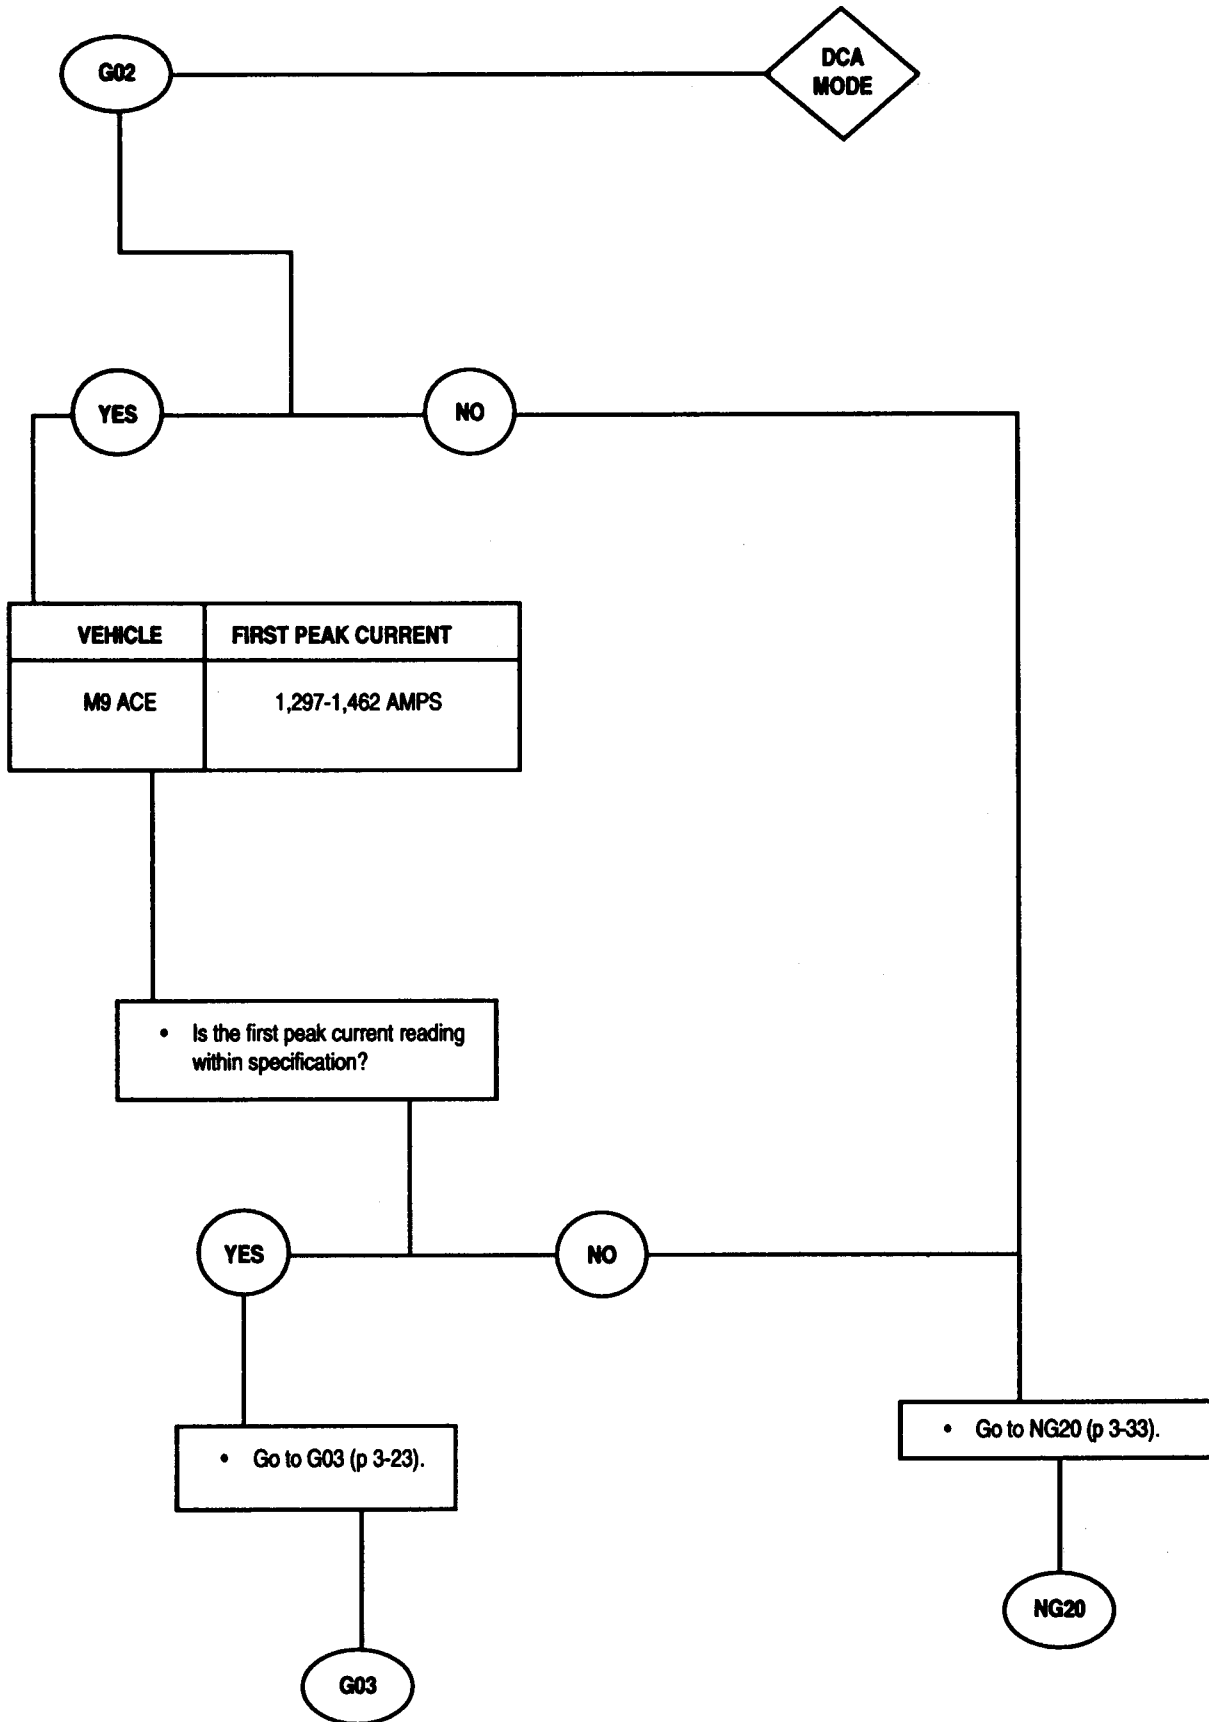 G02
DCA
MODE
YES
NO
VEHICLE FIRST PEAK CURRENT
M9 ACE 1,297-1,462 AMPS
• Is the first peak current reading
within specification?
YES
NO
• Go to G03 (p 3-23).
• Go to NG20 (p 3-33).
NG20
G03